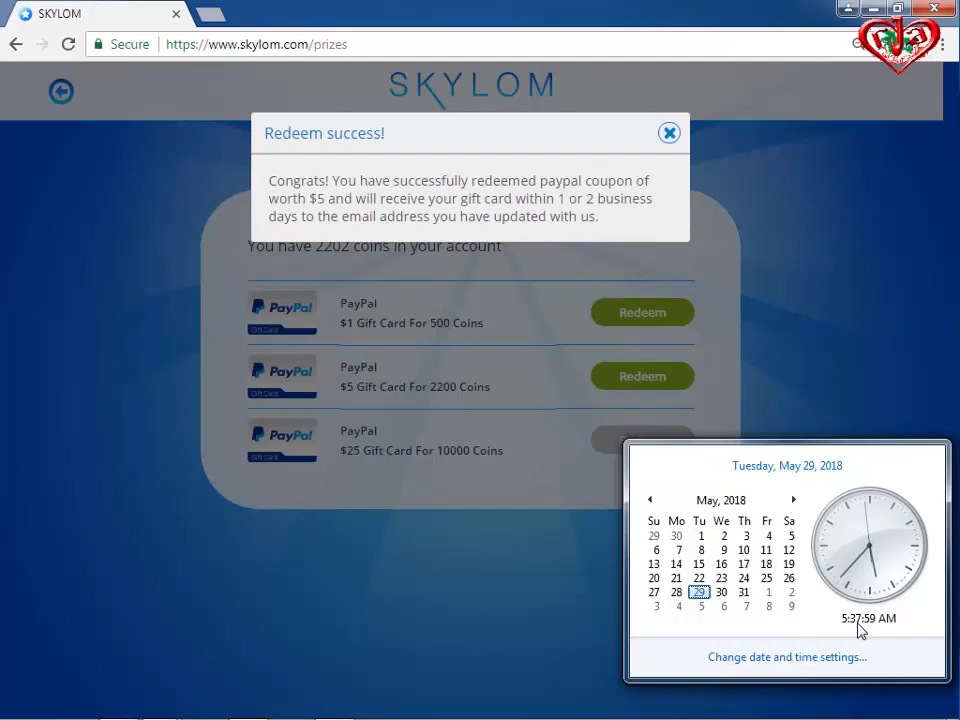 SKYLOM
Secure
https://www.skylom.com/prizes
SKYLOM
Redeem success!
Congrats! You have successfully redeemed paypal coupon of
worth $5 and will receive your gift card within 1 or 2 business
days to the email address you have updated with us.
You have 2202 coins in your account
PayPal
Gift Card
PayPal
$1 Gift Card For 500 Coins
Redeem
PayPal
Gift Card
PayPal
$5 Gift Card For 2200 Coins
Redeem
PayPal
Gift Card
PayPal
$25 Gift Card For 10000 Coins
Tuesday, May 29, 2018
May, 2018
Su Mo Tu We Th Fr Sa
29 30 1 2 3 4 5
6 7 8 9 10 11 12
13 14 15 16 17 18 19
20 21 22 23 24 25 26
27 28 29 30 31 1 2
3 4 5 6 7 8 9
5:37:59 AM
Change date and time settings...